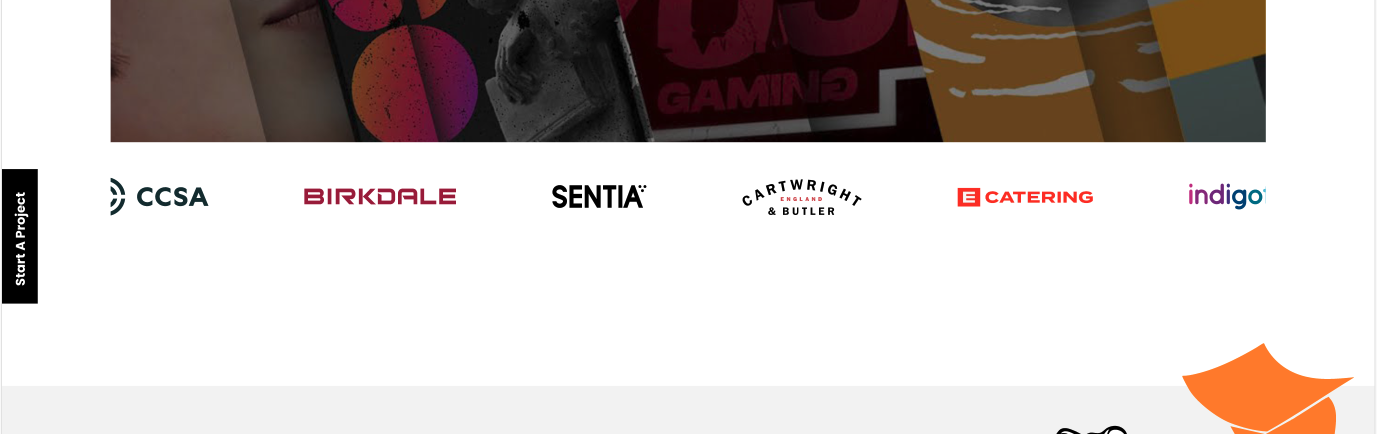 GAMING
CCSA
BIRKDALE
SENTIA
CARTWRIGHT
ENGLAND
& BUTLER
E CATERING
indigo
Start A Project